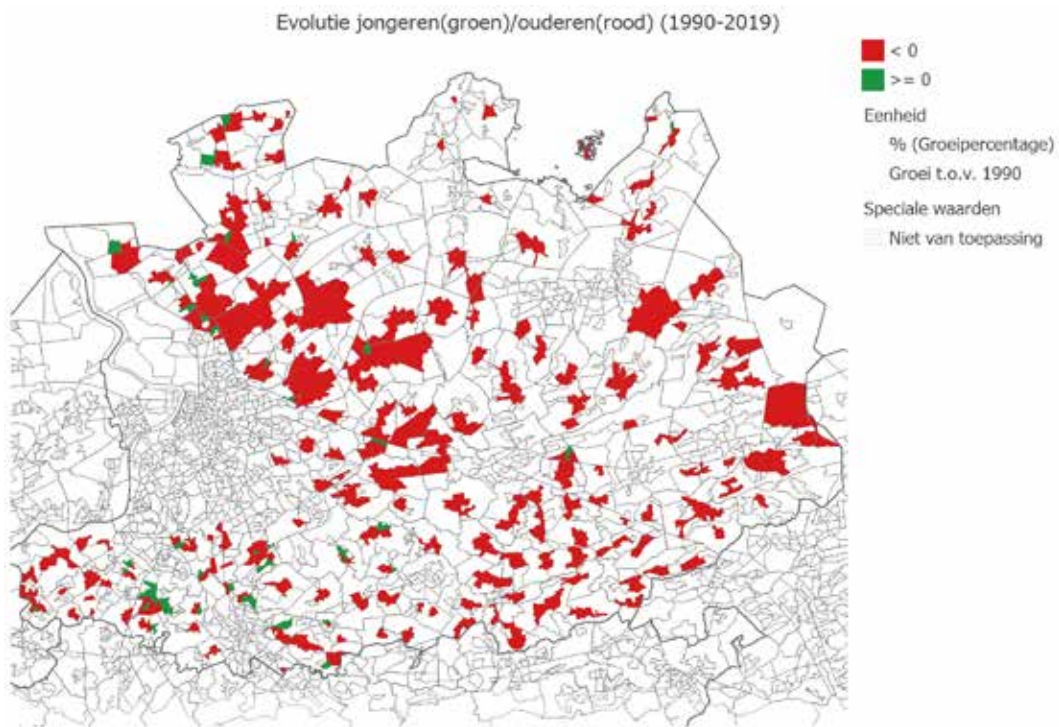 Evolutie jongeren(groen)/ouderen(rood) (1990-2019)
< 0
>= 0
Eenheid
% (Groeipercentage)
Groei t.o.v. 1990
Speciale waarden
Niet van toepassing